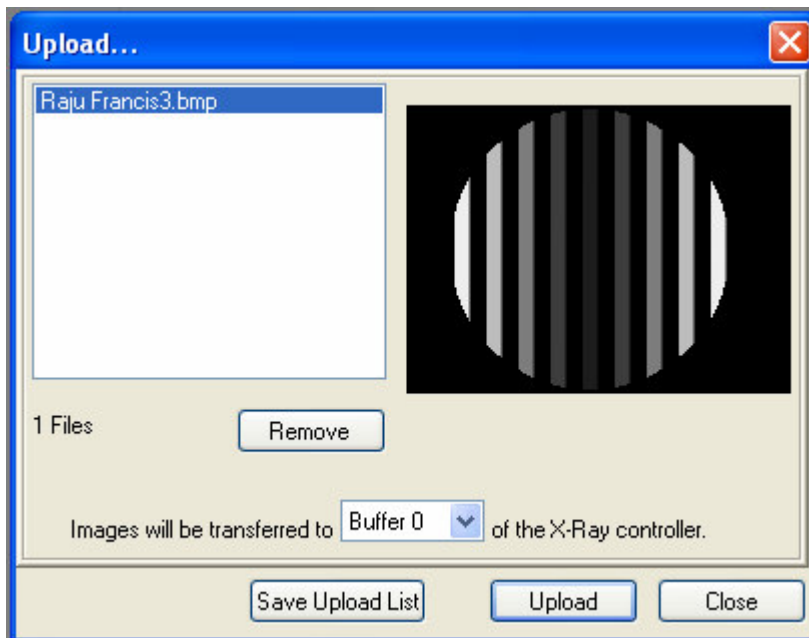 Upload...
Raju Francis3.bmp
1 Files
Remove
Images will be transferred to Buffer 0 of the X-Ray controller.
Save Upload List Upload Close